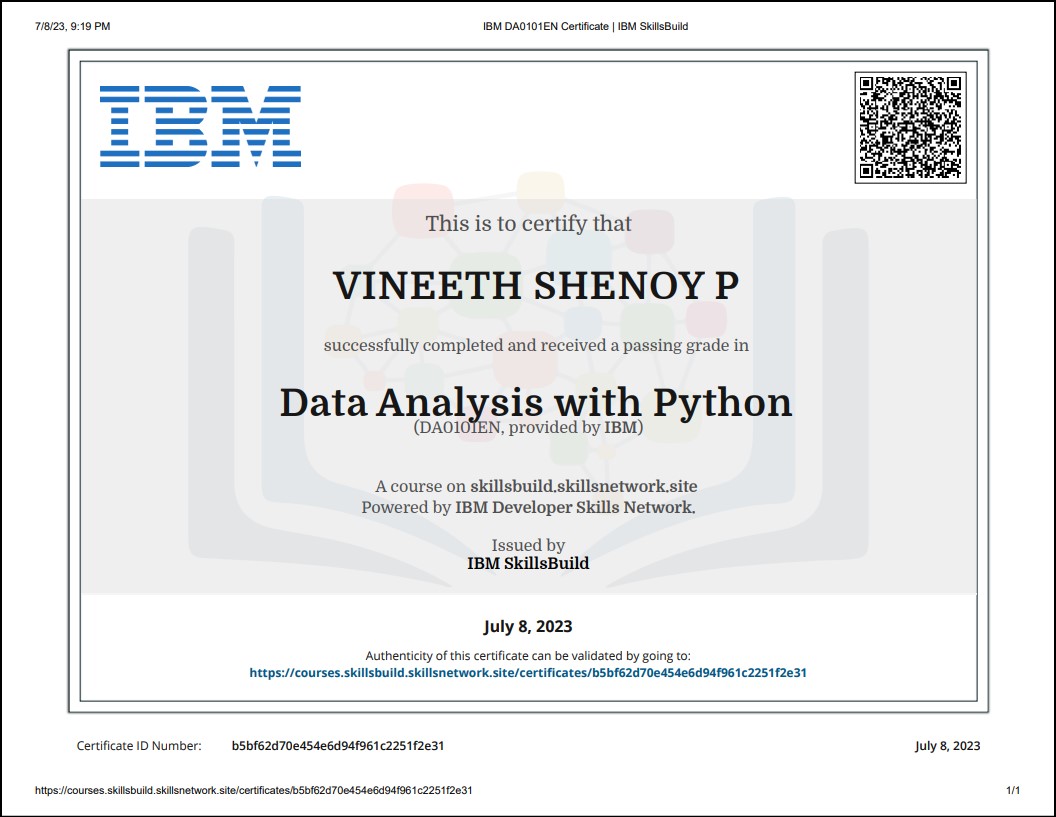 7/8/23, 9:19 PM
IBM DA0101EN Certificate | IBM SkillsBuild
IBM
This is to certify that
VINEETH SHENOY P
successfully completed and received a passing grade in
Data Analysis with Python
(DA0101EN, provided by IBM)
A course on skillsbuild.skillsnetwork.site
Powered by IBM Developer Skills Network.
Issued by
IBM SkillsBuild
July 8, 2023
Authenticity of this certificate can be validated by going to:
https://courses.skillsbuild.skillsnetwork.site/certificates/b5bf62d70e454e6d94f961c2251f2e31
Certificate ID Number: b5bf62d70e454e6d94f961c2251f2e31
July 8, 2023
https://courses.skillsbuild.skillsnetwork.site/certificates/b5bf62d70e454e6d94f961c2251f2e31
1/1